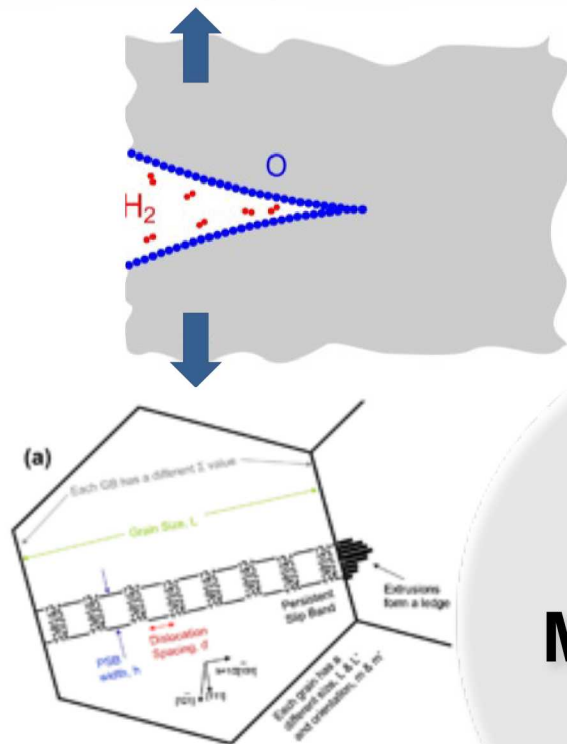 O
H₂
(a)
Each GB has a different Σ value
Grain Size, L
Persistent
Slip Band
Extrusions
form a ledge
Dislocation
Spacing, d
PSB
width, h
Each grain has a
different size, L & L'
and orientation, m & m'
M